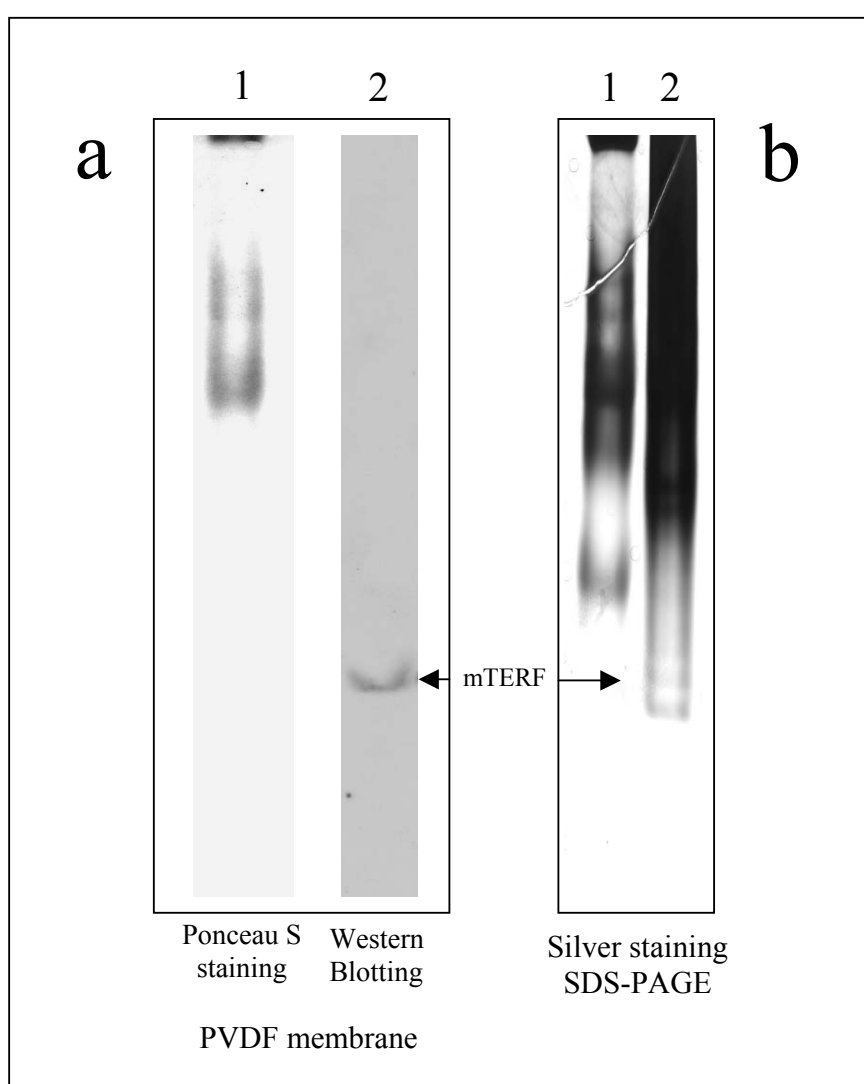 1 2
1 2
a
b
mTERF
Ponceau S
staining
Western
Blotting
Silver staining
SDS-PAGE
PVDF membrane